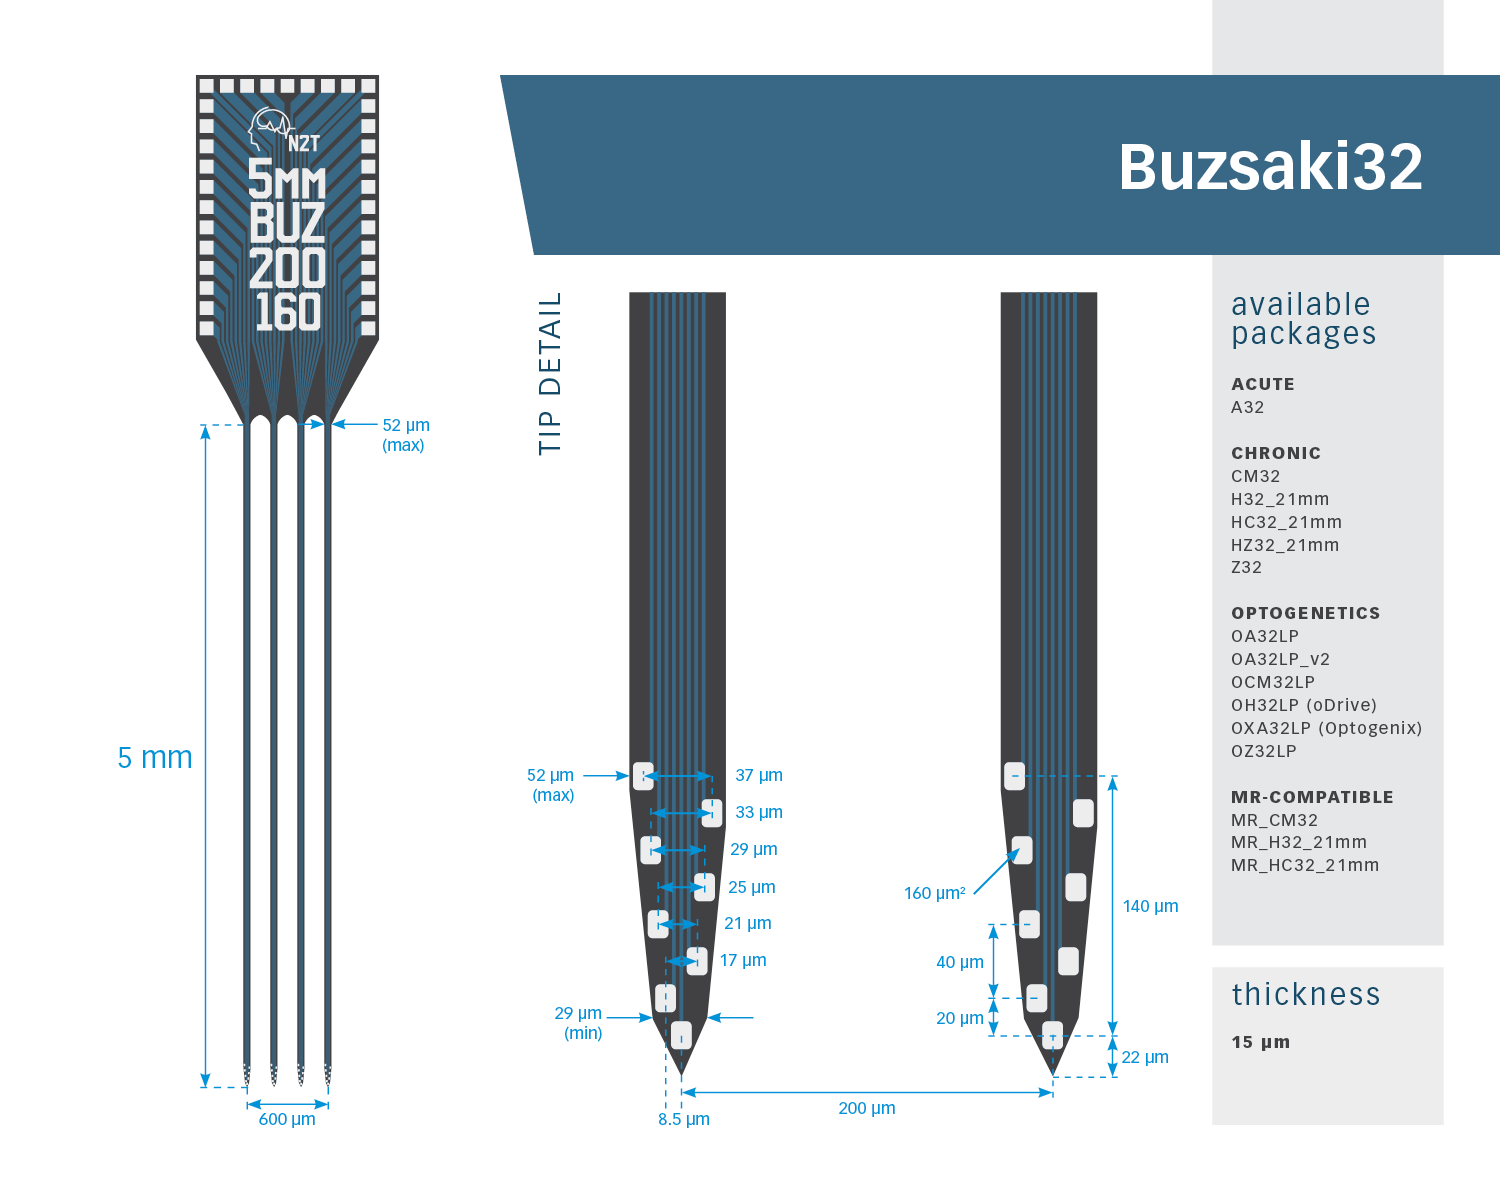 N2T
5MM
BUZ
200
160
52 µm
(max)
5 mm
600 µm
Buzsaki32
TIP DETAIL
52 µm
(max)
37 µm
33 µm
29 µm
25 µm
21 µm
17 µm
29 µm
(min)
8.5 µm
200 µm
160 µm²
40 µm
20 µm
140 µm
22 µm
available
packages
ACUTE
A32
CHRONIC
CM32
H32_21mm
HC32_21mm
HZ32_21mm
Z32
OPTOGENETICS
OA32LP
OA32LP_v2
OCM32LP
OH32LP (oDrive)
OXA32LP (Optogenix)
OZ32LP
MR-COMPATIBLE
MR_CM32
MR_H32_21mm
MR_HC32_21mm
thickness
15 µm